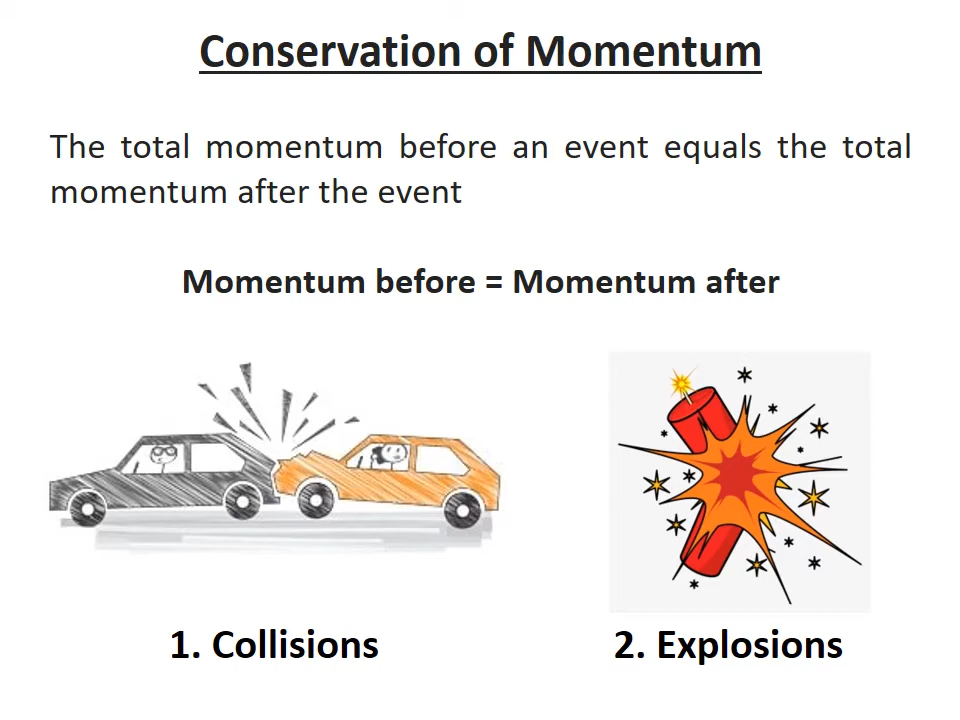 Conservation of Momentum
The total momentum before an event equals the total
momentum after the event
Momentum before = Momentum after
1. Collisions
2. Explosions